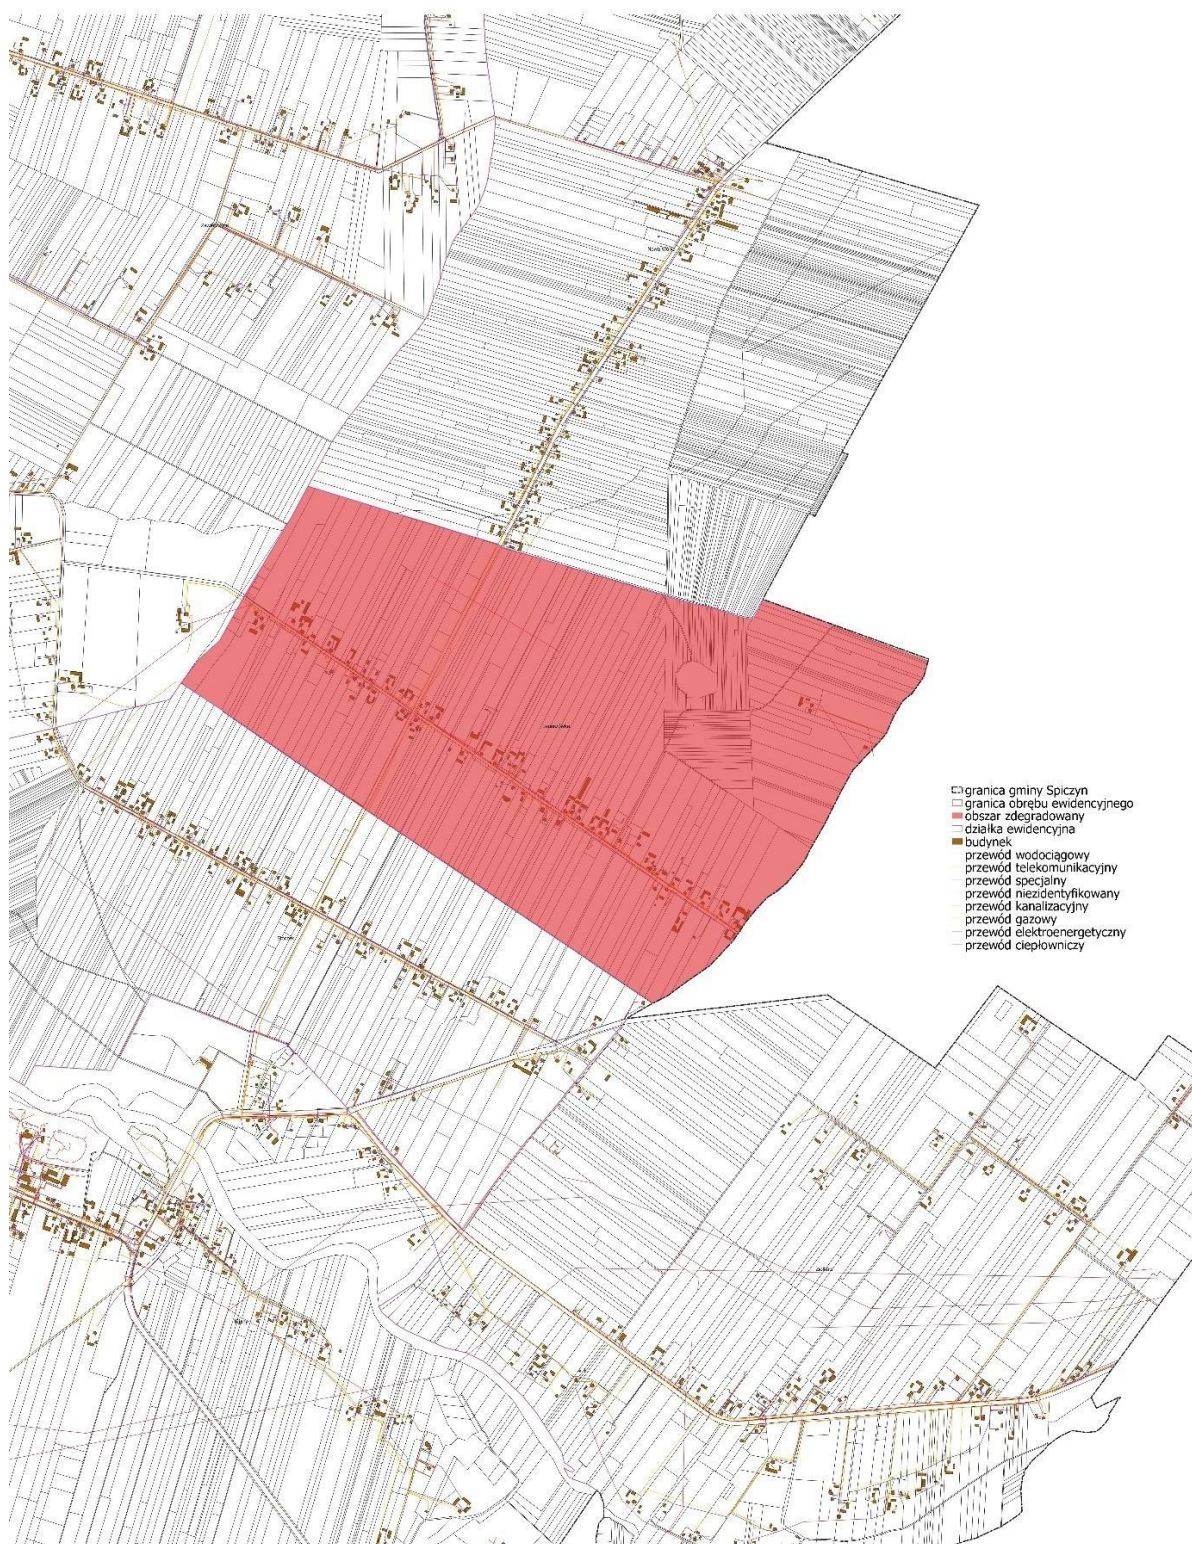 granica gminy Spiczyn
granica obrębu ewidencyjnego
obszar zdegradowany
działka ewidencyjna
budynek
przewód wodociągowy
przewód telekomunikacyjny
przewód specjalny
przewód niezidentyfikowany
przewód kanalizacyjny
przewód gazowy
przewód elektroenergetyczny
przewód ciepłowniczy